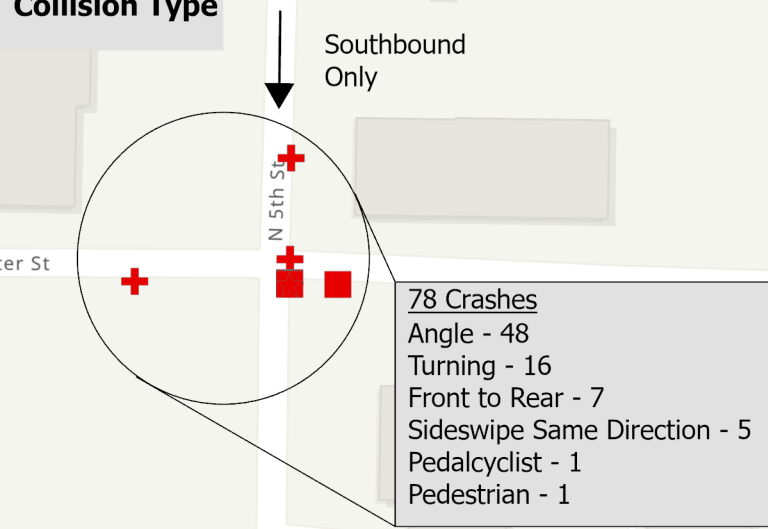 Collision Type
Southbound
Only
N 5th St
ter St
78 Crashes
Angle - 48
Turning - 16
Front to Rear - 7
Sideswipe Same Direction - 5
Pedalcyclist - 1
Pedestrian - 1